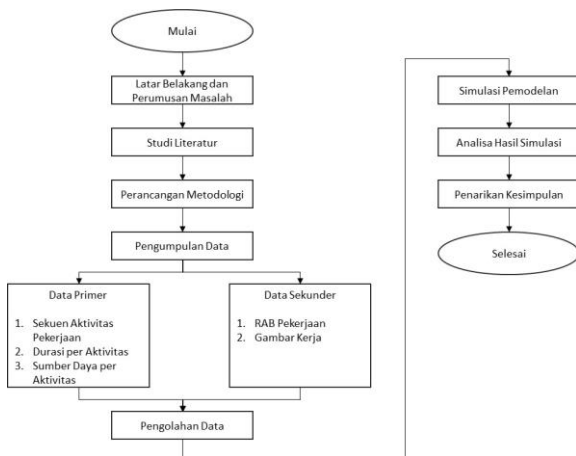 Mulai
Latar Belakang dan
Perumusan Masalah
Studi Literatur
Perancangan Metodologi
Pengumpulan Data
Data Primer
1. Sekuen Aktivitas
Pekerjaan
2. Durasi per Aktivitas
3. Sumber Daya per
Aktivitas
Data Sekunder
1. RAB Pekerjaan
2. Gambar Kerja
Pengolahan Data
Simulasi Pemodelan
Analisa Hasil Simulasi
Penarikan Kesimpulan
Selesai